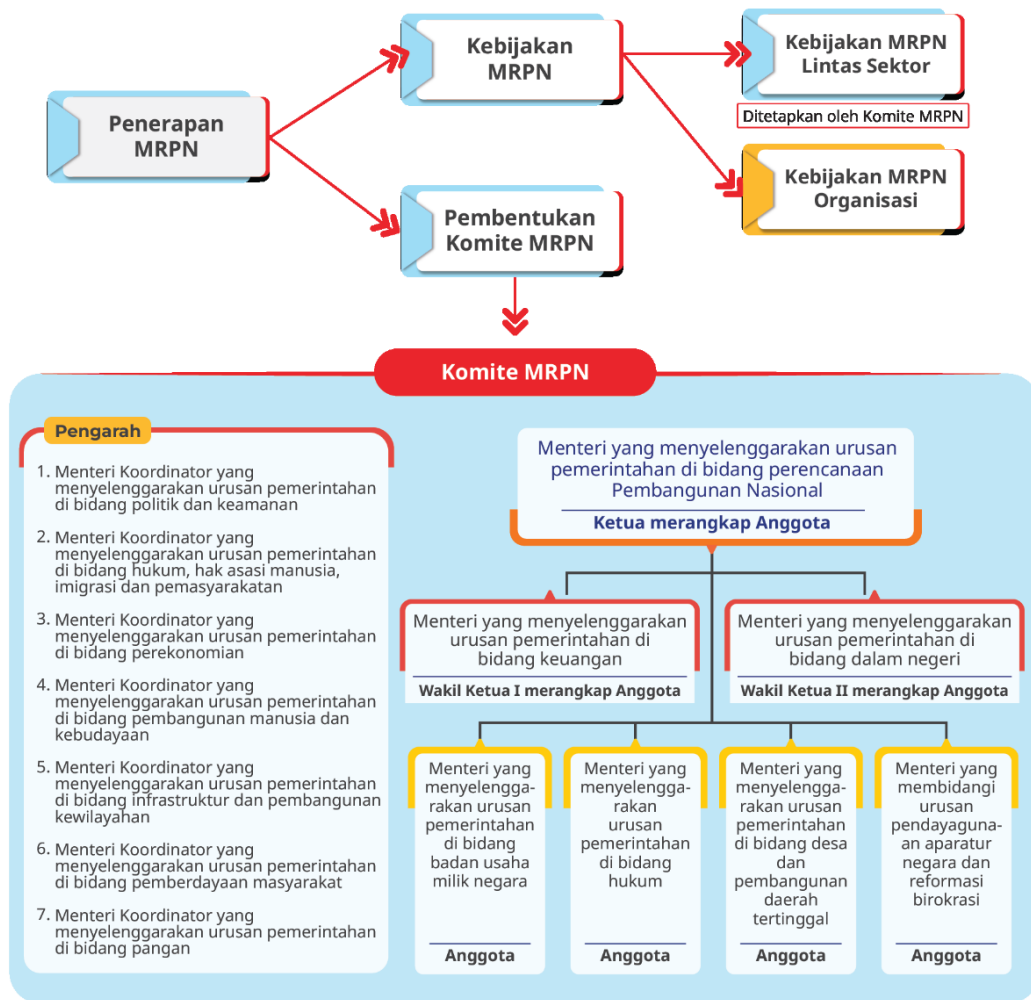 Penerapan
MRPN
Kebijakan
MRPN
Pembentukan
Komite MRPN
Kebijakan MRPN
Lintas Sektor
Ditetapkan oleh Komite MRPN
Kebijakan MRPN
Organisasi
Komite MRPN
Pengarah
1. Menteri Koordinator yang
menyelenggarakan urusan pemerintahan
di bidang politik dan keamanan
2. Menteri Koordinator yang
menyelenggarakan urusan pemerintahan
di bidang hukum, hak asasi manusia,
imigrasi dan pemasyarakatan
3. Menteri Koordinator yang
menyelenggarakan urusan pemerintahan
di bidang perekonomian
4. Menteri Koordinator yang
menyelenggarakan urusan pemerintahan
di bidang pembangunan manusia dan
kebudayaan
5. Menteri Koordinator yang
menyelenggarakan urusan pemerintahan
di bidang infrastruktur dan pembangunan
kewilayahan
6. Menteri Koordinator yang
menyelenggarakan urusan pemerintahan
di bidang pemberdayaan masyarakat
7. Menteri Koordinator yang
menyelenggarakan urusan pemerintahan
di bidang pangan
Menteri yang menyelenggarakan urusan
pemerintahan di bidang perencanaan
Pembangunan Nasional
Ketua merangkap Anggota
Menteri yang menyelenggarakan
urusan pemerintahan di
bidang keuangan
Wakil Ketua I merangkap Anggota
Menteri yang menyelenggarakan
urusan pemerintahan di
bidang dalam negeri
Wakil Ketua II merangkap Anggota
Menteri yang
menyelengga-
rakan urusan
pemerintahan
di bidang
badan usaha
milik negara
Anggota
Menteri yang
menyelengga-
rakan
urusan
pemerintahan
di bidang
hukum
Anggota
Menteri yang
menyelengga-
rakan urusan
pemerintahan
di bidang desa
dan
pembangunan
daerah
tertinggal
Anggota
Menteri yang
membidangi
urusan
pendayaguna-
an aparatur
negara dan
reformasi
birokrasi
Anggota